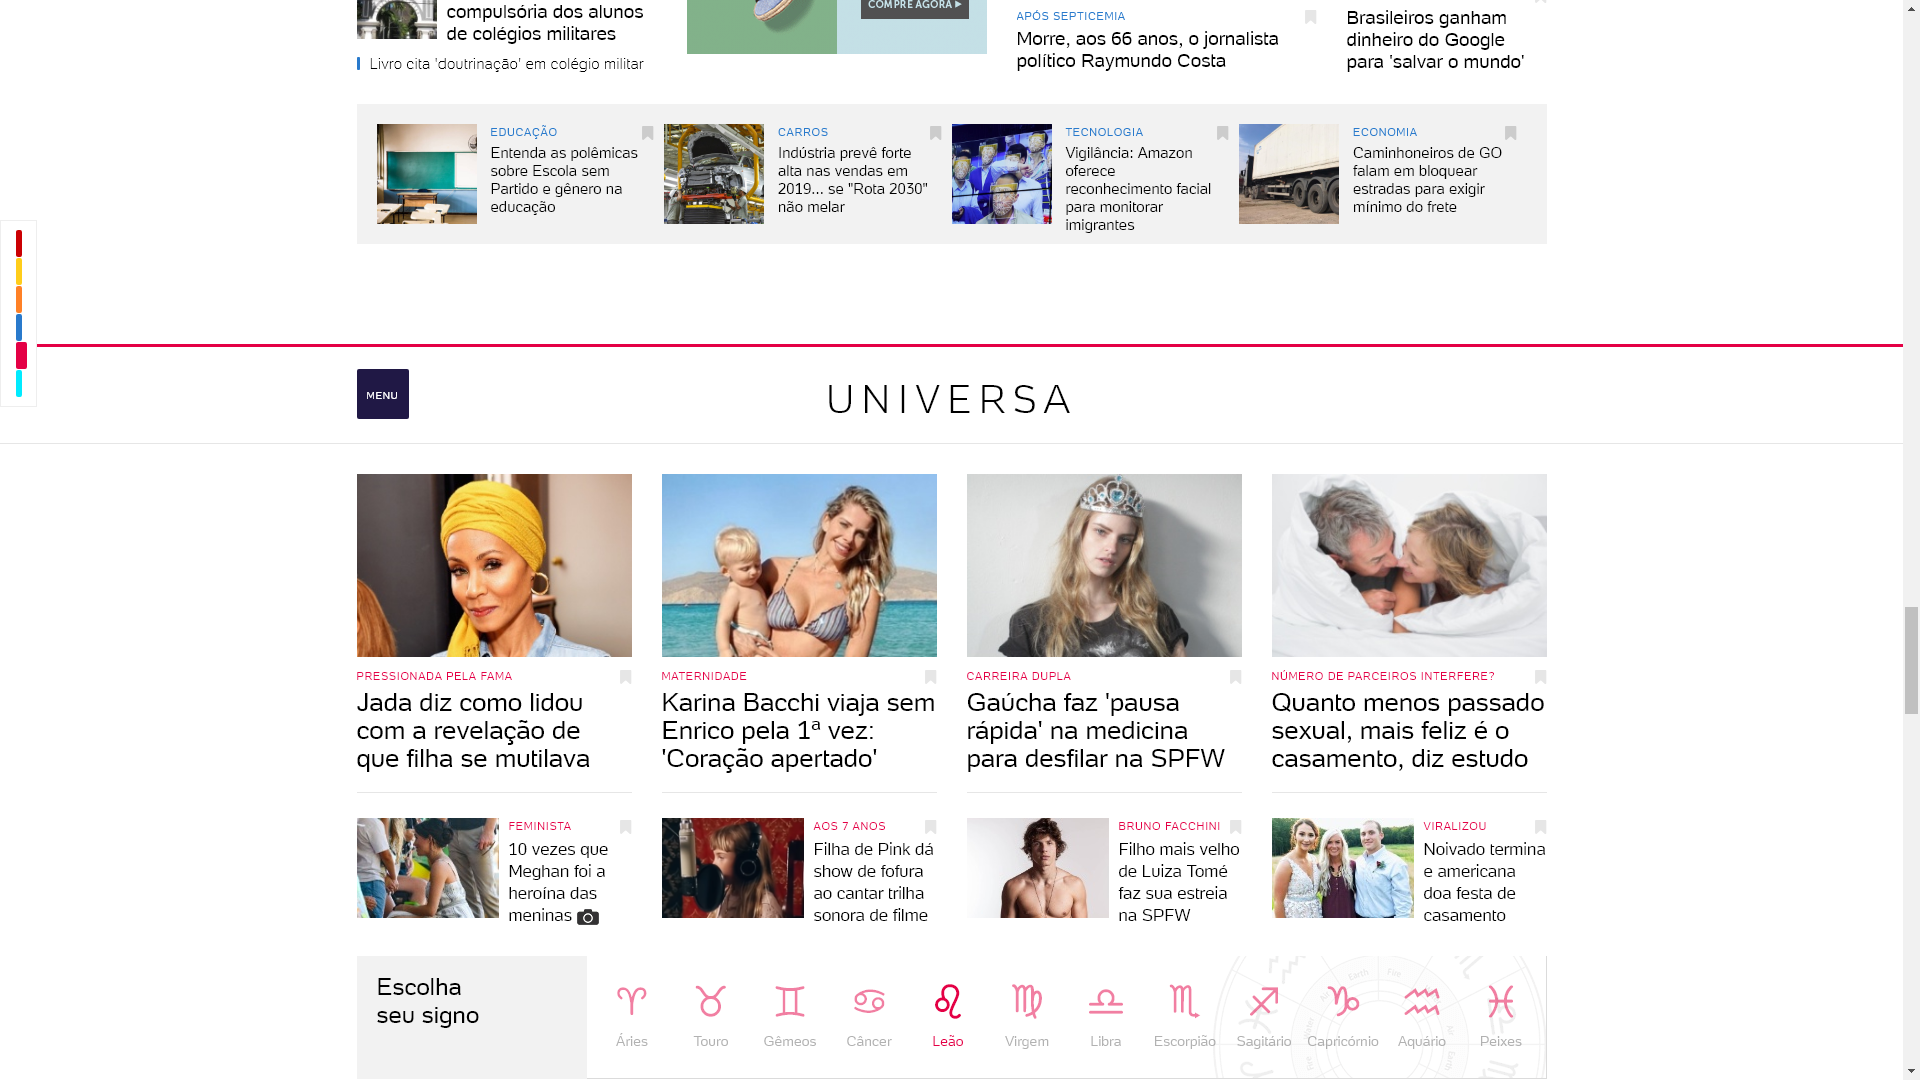 compulsória dos alunos
de colégios militares
Livro cita 'doutrinação' em colégio militar
COMPRE AGORA
APÓS SEPTICEMIA
Morre, aos 66 anos, o jornalista
político Raymundo Costa
Brasileiros ganham
dinheiro do Google
para 'salvar o mundo'
EDUCAÇÃO
Entenda as polêmicas
sobre Escola sem
Partido e gênero na
educação
CARROS
Indústria prevê forte
alta nas vendas em
2019... se "Rota 2030"
não melar
TECNOLOGIA
Vigilância: Amazon
oferece
reconhecimento facial
para monitorar
imigrantes
ECONOMIA
Caminhoneiros de GO
falam em bloquear
estradas para exigir
mínimo do frete
MENU
UNIVERSA
PRESSIONADA PELA FAMA
Jada diz como lidou
com a revelação de
que filha se mutilava
MATERNIDADE
Karina Bacchi viaja sem
Enrico pela 1ª vez:
'Coração apertado'
CARREIRA DUPLA
Gaúcha faz 'pausa
rápida' na medicina
para desfilar na SPFW
NÚMERO DE PARCEIROS INTERFERE?
Quanto menos passado
sexual, mais feliz é o
casamento, diz estudo
FEMINISTA
10 vezes que
Meghan foi a
heroína das
meninas
AOS 7 ANOS
Filha de Pink dá
show de fofura
ao cantar trilha
sonora de filme
BRUNO FACCHINI
Filho mais velho
de Luiza Tomé
faz sua estreia
na SPFW
VIRALIZOU
Noivado termina
e americana
doa festa de
casamento
Escolha
seu signo
Áries
Touro
Gêmeos
Câncer
Leão
Virgem
Libra
Escorpião
Sagitário
Capricórnio
Aquário
Peixes